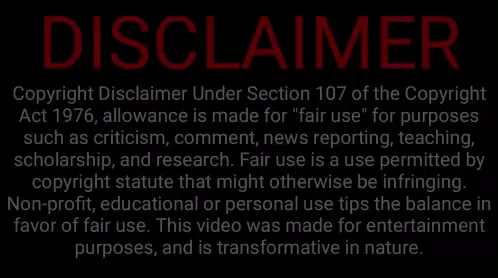 DISCLAIMER
Copyright Disclaimer Under Section 107 of the Copyright
Act 1976, allowance is made for "fair use" for purposes
such as criticism, comment, news reporting, teaching,
scholarship, and research. Fair use is a use permitted by
copyright statute that might otherwise be infringing.
Non-profit, educational or personal use tips the balance in
favor of fair use. This video was made for entertainment
purposes, and is transformative in nature.